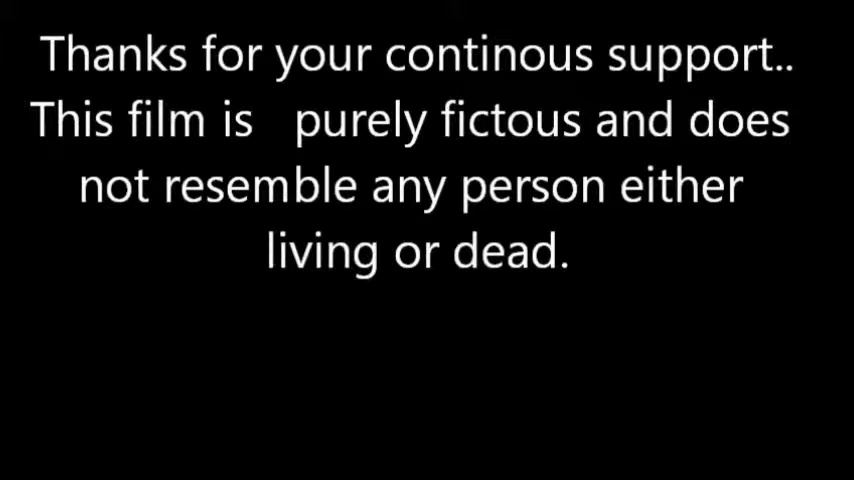 Thanks for your continous support..
This film is purely fictous and does
not resemble any person either
living or dead.